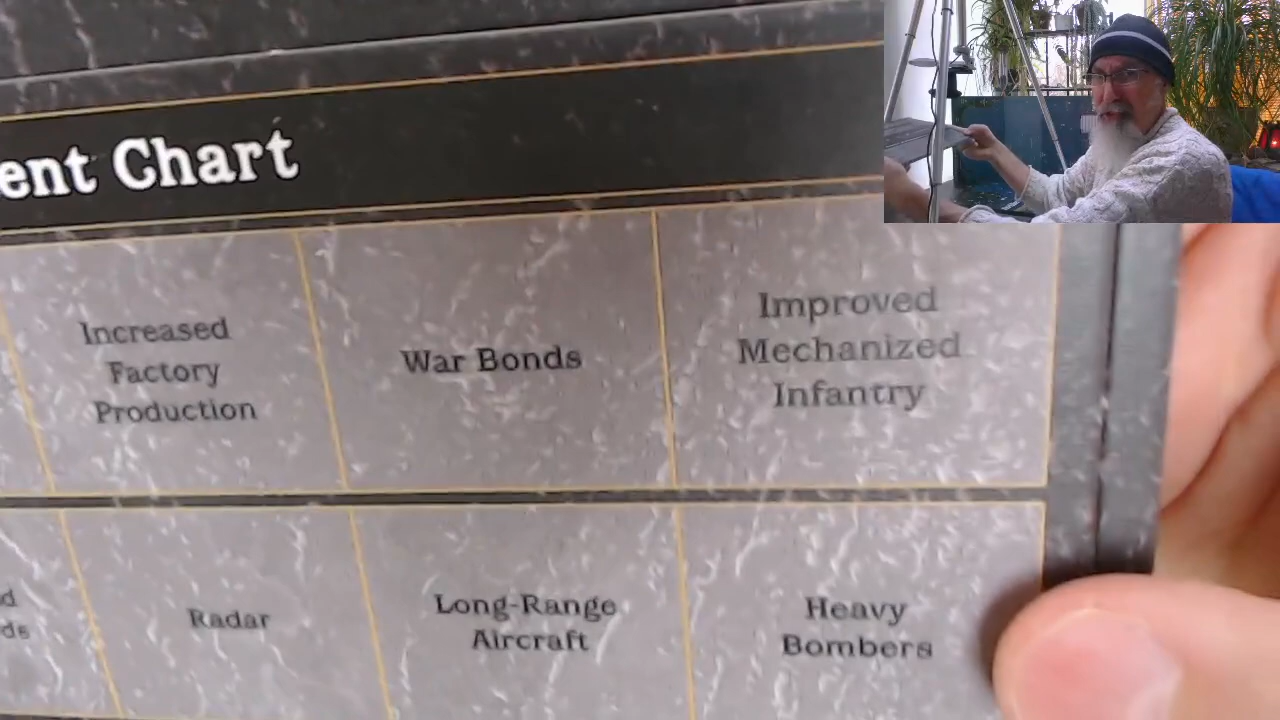 ent Chart
Increased
Factory
Production
War Bonds
Improved
Mechanized
Infantry
Radar
Long-Range
Aircraft
Heavy
Bombers